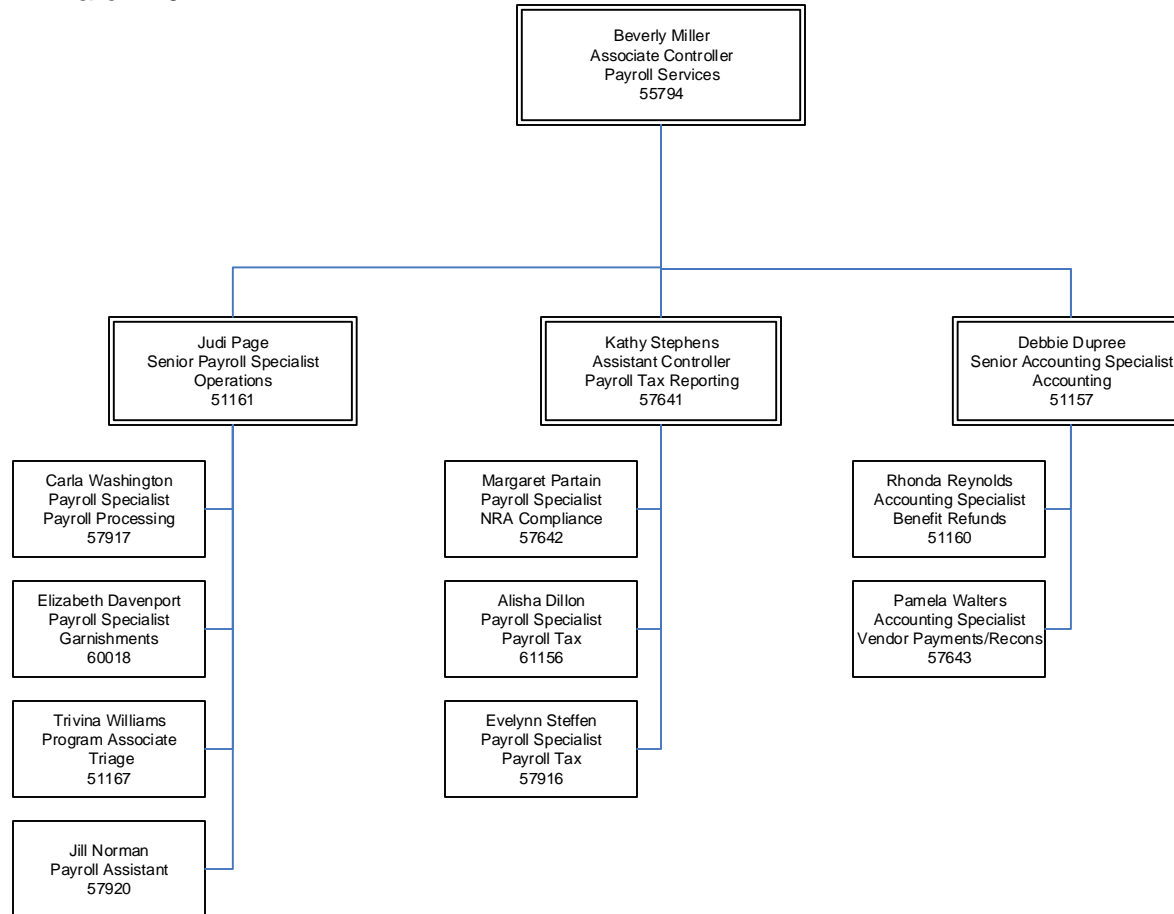 Beverly Miller
Associate Controller
Payroll Services
55794
Judi Page
Senior Payroll Specialist
Operations
51161
Kathy Stephens
Assistant Controller
Payroll Tax Reporting
57641
Debbie Dupree
Senior Accounting Specialist
Accounting
51157
Carla Washington
Payroll Specialist
Payroll Processing
57917
Margaret Partain
Payroll Specialist
NRA Compliance
57642
Rhonda Reynolds
Accounting Specialist
Benefit Refunds
51160
Elizabeth Davenport
Payroll Specialist
Garnishments
60018
Alisha Dillon
Payroll Specialist
Payroll Tax
61156
Pamela Walters
Accounting Specialist
Vendor Payments/Recons
57643
Trivina Williams
Program Associate
Triage
51167
Evelynn Steffen
Payroll Specialist
Payroll Tax
57916
Jill Norman
Payroll Assistant
57920